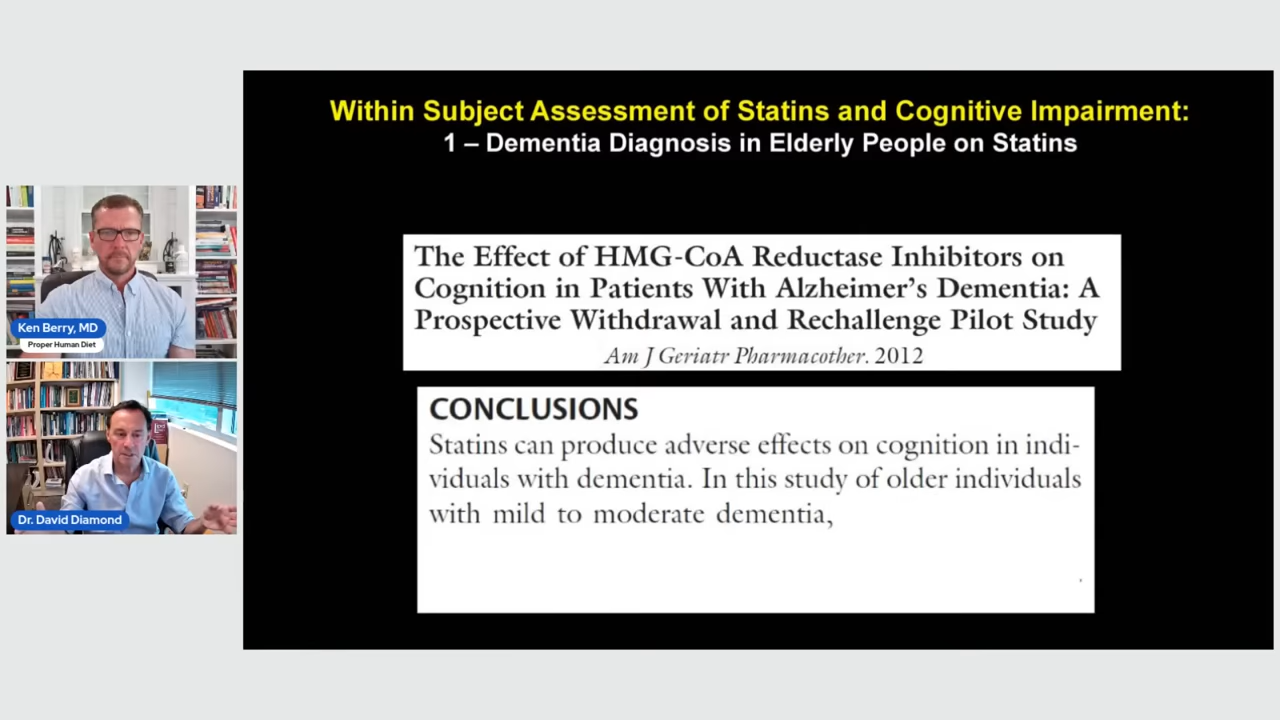 Within Subject Assessment of Statins and Cognitive Impairment:
1 – Dementia Diagnosis in Elderly People on Statins
The Effect of HMG-CoA Reductase Inhibitors on
Cognition in Patients With Alzheimer's Dementia: A
Prospective Withdrawal and Rechallenge Pilot Study
Am J Geriatr Pharmacother. 2012
CONCLUSIONS
Statins can produce adverse effects on cognition in indi-
viduals with dementia. In this study of older individuals
with mild to moderate dementia,
Ken Berry, MD
Proper Human Diet
Dr. David Diamond